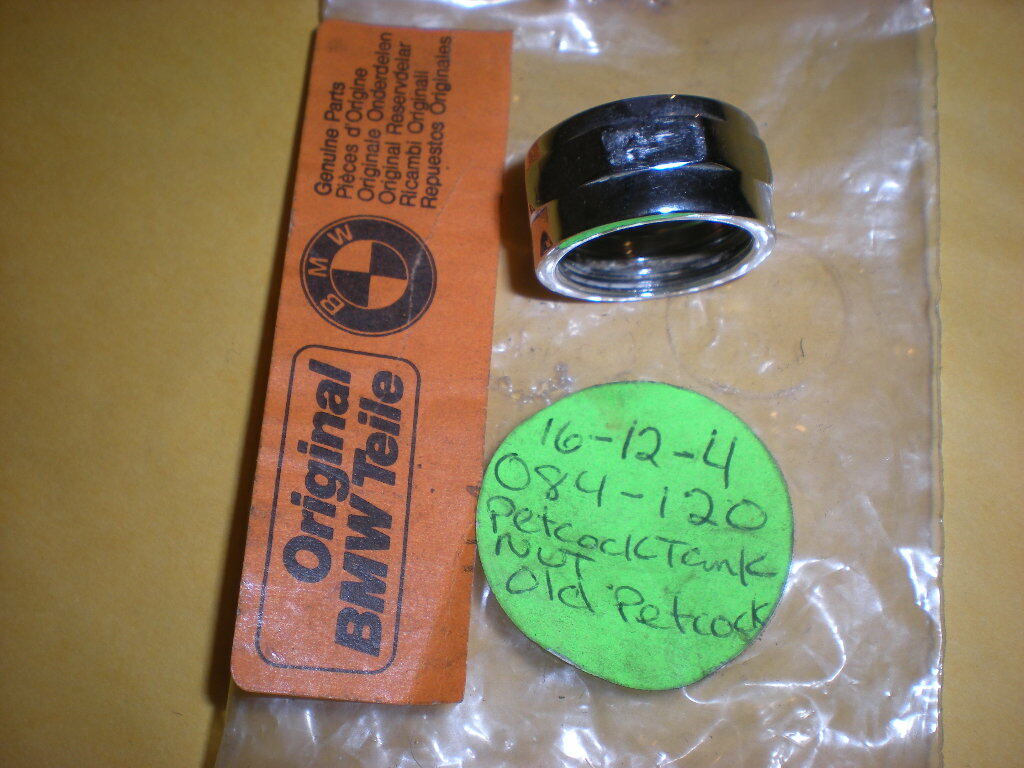 Genuine Parts
Pièces d'Origine
Originale Onderdelen
Original Reservdelar
Ricambi Originali
Repuestos Originales
BMW
Original
BMW Teile
16-12-4
084-120
Petcock Tank
Nut
Old Petcock